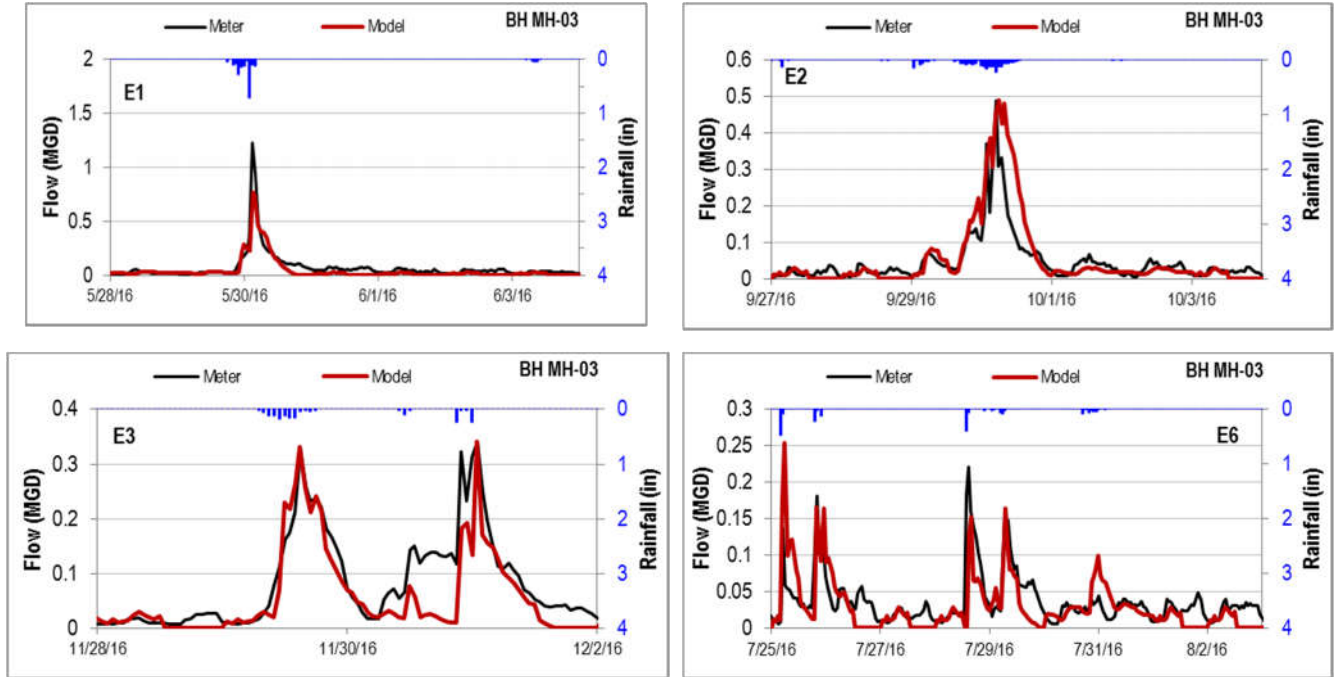 Meter Model BH MH-03
2 0
E1
1.5 1
Flow (MGD) Rainfall (in)
1 2
0.5 3
0 4
5/28/16 5/30/16 6/1/16 6/3/16
Meter Model BH MH-03
0.6 0
E2
0.5
1
0.4
Flow (MGD) Rainfall (in)
0.3 2
0.2
3
0.1
0 4
9/27/16 9/29/16 10/1/16 10/3/16
Meter Model BH MH-03
0.4 0
E3
0.3 1
Flow (MGD) Rainfall (in)
0.2 2
0.1 3
0 4
11/28/16 11/30/16 12/2/16
Meter Model BH MH-03
0.3 0
E6
0.25
1
0.2
Flow (MGD) Rainfall (in)
0.15 2
0.1
3
0.05
0 4
7/25/16 7/27/16 7/29/16 7/31/16 8/2/16